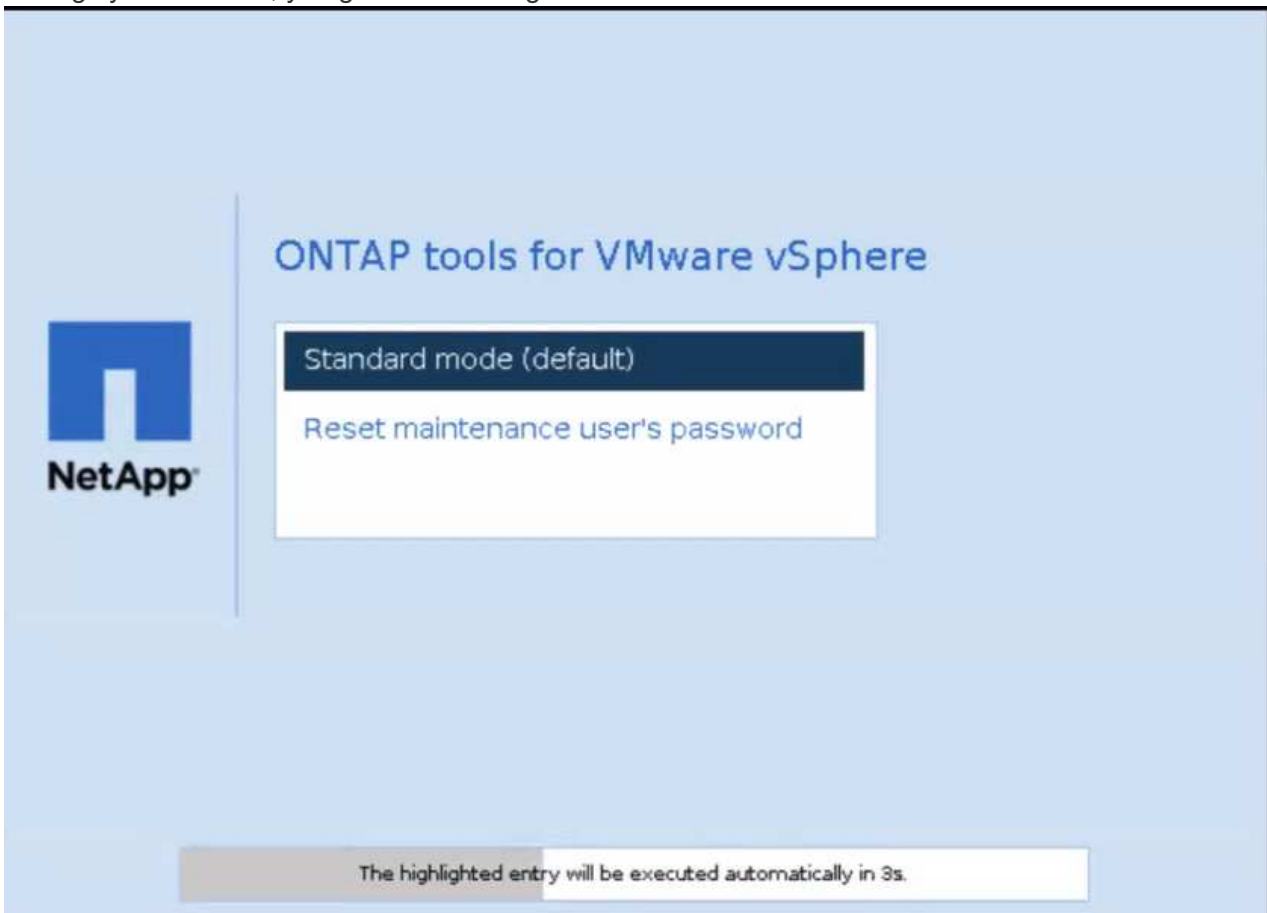 ONTAP tools for VMware vSphere
Standard mode (default)
Reset maintenance user's password
NetApp
The highlighted entry will be executed automatically in 3s.